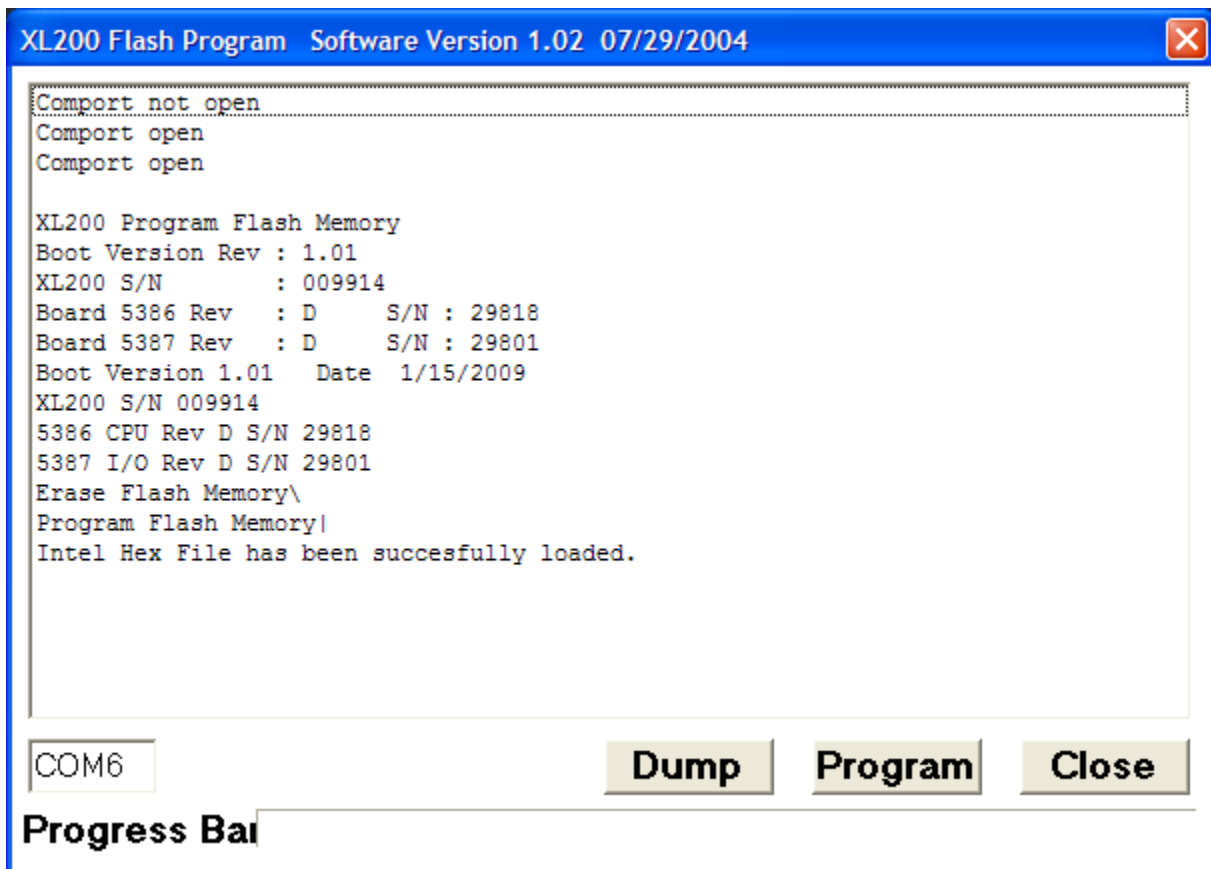 XL200 Flash Program   Software Version 1.02  07/29/2004
Comport not open
Comport open
Comport open
XL200 Program Flash Memory
Boot Version Rev : 1.01
XL200 S/N        : 009914
Board 5386 Rev   : D     S/N : 29818
Board 5387 Rev   : D     S/N : 29801
Boot Version 1.01   Date  1/15/2009
XL200 S/N 009914
5386 CPU Rev D S/N 29818
5387 I/O Rev D S/N 29801
Erase Flash Memory\
Program Flash Memory|
Intel Hex File has been succesfully loaded.
COM6 Dump Program Close
Progress Bar